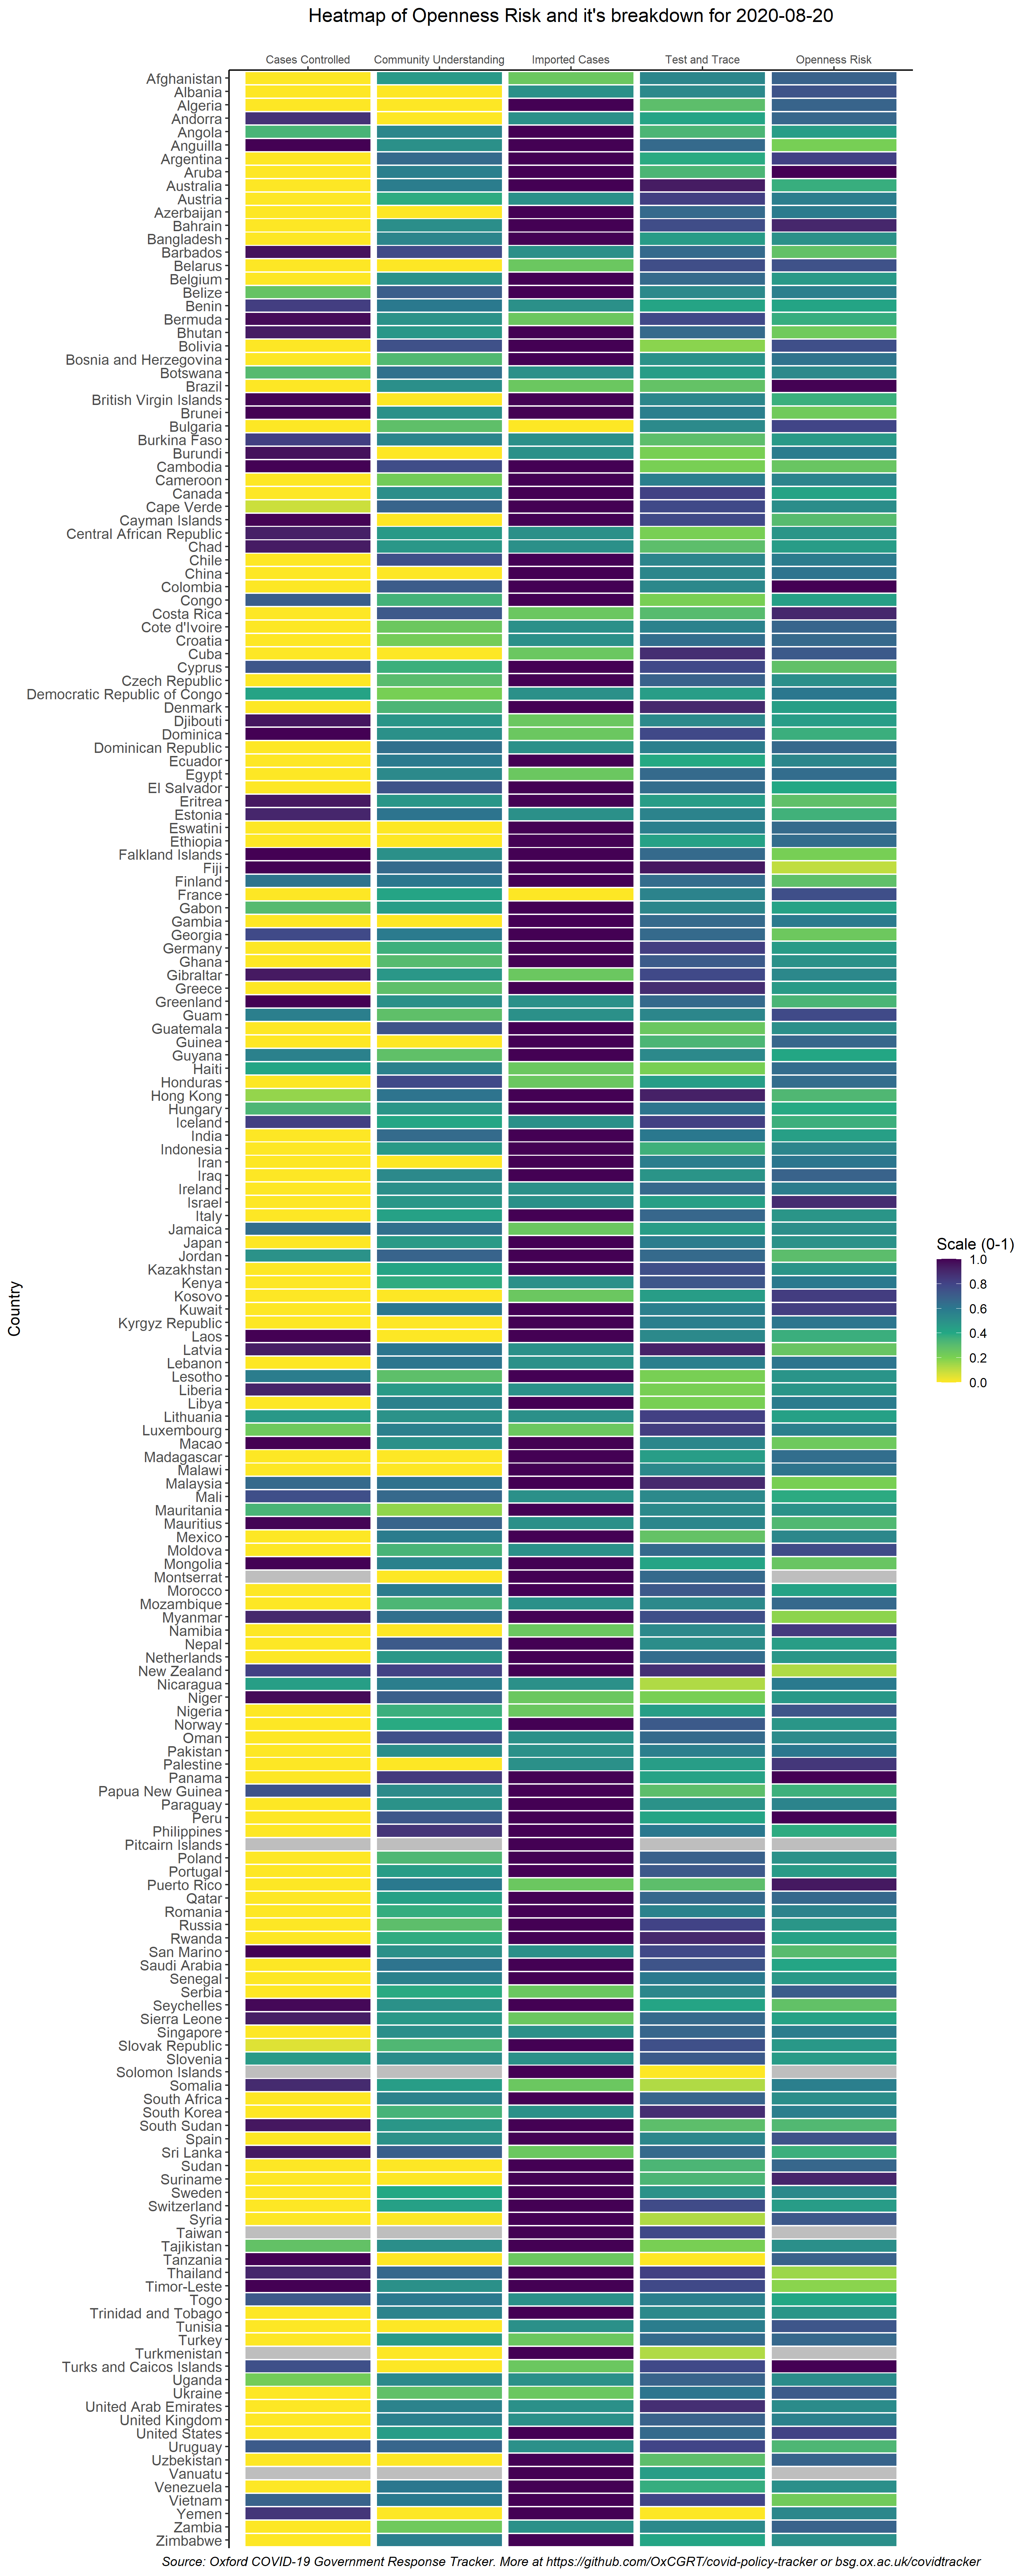 Heatmap of Openness Risk and it's breakdown for 2020-08-20
Cases Controlled Community Understanding Imported Cases Test and Trace Openness Risk
Afghanistan
Albania
Algeria
Andorra
Angola
Anguilla
Argentina
Aruba
Australia
Austria
Azerbaijan
Bahrain
Bangladesh
Barbados
Belarus
Belgium
Belize
Benin
Bermuda
Bhutan
Bolivia
Bosnia and Herzegovina
Botswana
Brazil
British Virgin Islands
Brunei
Bulgaria
Burkina Faso
Burundi
Cambodia
Cameroon
Canada
Cape Verde
Cayman Islands
Central African Republic
Chad
Chile
China
Colombia
Congo
Costa Rica
Cote d'Ivoire
Croatia
Cuba
Cyprus
Czech Republic
Democratic Republic of Congo
Denmark
Djibouti
Dominica
Dominican Republic
Ecuador
Egypt
El Salvador
Eritrea
Estonia
Eswatini
Ethiopia
Falkland Islands
Fiji
Finland
France
Gabon
Gambia
Georgia
Germany
Ghana
Gibraltar
Greece
Greenland
Guam
Guatemala
Guinea
Guyana
Haiti
Honduras
Hong Kong
Hungary
Iceland
India
Indonesia
Iran
Iraq
Ireland
Israel
Italy
Jamaica
Japan
Jordan
Kazakhstan
Kenya
Kosovo
Kuwait
Kyrgyz Republic
Laos
Latvia
Lebanon
Lesotho
Liberia
Libya
Lithuania
Luxembourg
Macao
Madagascar
Malawi
Malaysia
Mali
Mauritania
Mauritius
Mexico
Moldova
Mongolia
Montserrat
Morocco
Mozambique
Myanmar
Namibia
Nepal
Netherlands
New Zealand
Nicaragua
Niger
Nigeria
Norway
Oman
Pakistan
Palestine
Panama
Papua New Guinea
Paraguay
Peru
Philippines
Pitcairn Islands
Poland
Portugal
Puerto Rico
Qatar
Romania
Russia
Rwanda
San Marino
Saudi Arabia
Senegal
Serbia
Seychelles
Sierra Leone
Singapore
Slovak Republic
Slovenia
Solomon Islands
Somalia
South Africa
South Korea
South Sudan
Spain
Sri Lanka
Sudan
Suriname
Sweden
Switzerland
Syria
Taiwan
Tajikistan
Tanzania
Thailand
Timor-Leste
Togo
Trinidad and Tobago
Tunisia
Turkey
Turkmenistan
Turks and Caicos Islands
Uganda
Ukraine
United Arab Emirates
United Kingdom
United States
Uruguay
Uzbekistan
Vanuatu
Venezuela
Vietnam
Yemen
Zambia
Zimbabwe
Country
Scale (0-1)
1.0
0.8
0.6
0.4
0.2
0.0
Source: Oxford COVID-19 Government Response Tracker. More at https://github.com/OxCGRT/covid-policy-tracker or bsg.ox.ac.uk/covidtracker